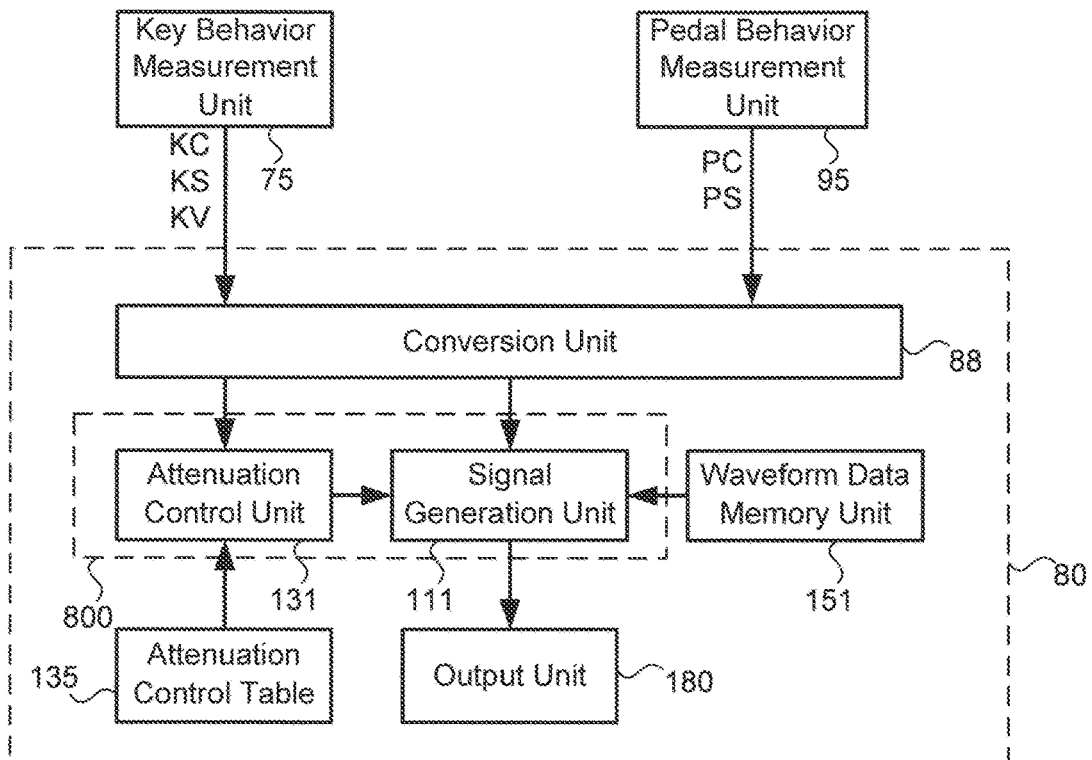 Key Behavior
Measurement
Unit
Pedal Behavior
Measurement
Unit
KC
KS
KV
75
PC
PS
95
Conversion Unit
88
Attenuation
Control Unit
Signal
Generation Unit
Waveform Data
Memory Unit
800
131
111
151
80
135
Attenuation
Control Table
Output Unit
180